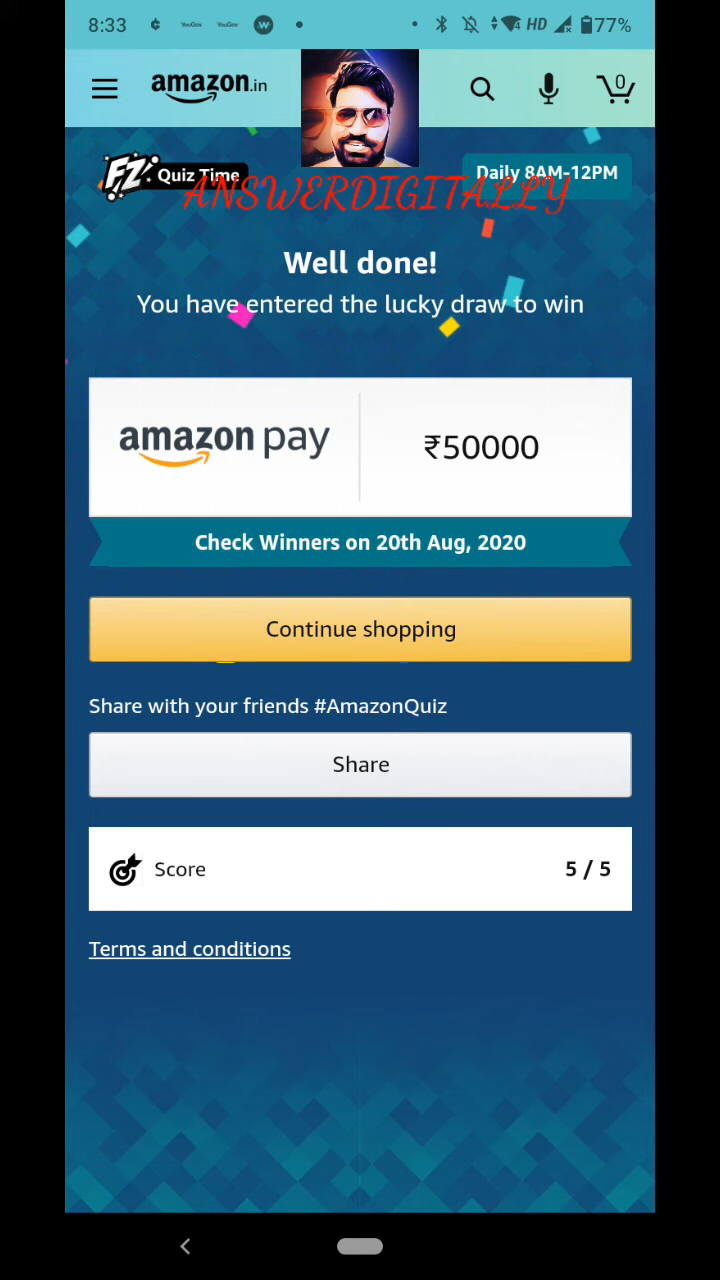 8:33
YouGov YouGov HD 77%
amazon.in
0
FZ Quiz Time
Daily 8AM-12PM
ANSWERDIGITALLY
Well done!
You have entered the lucky draw to win
amazon pay
₹50000
Check Winners on 20th Aug, 2020
Continue shopping
Share with your friends #AmazonQuiz
Share
Score 5 / 5
Terms and conditions